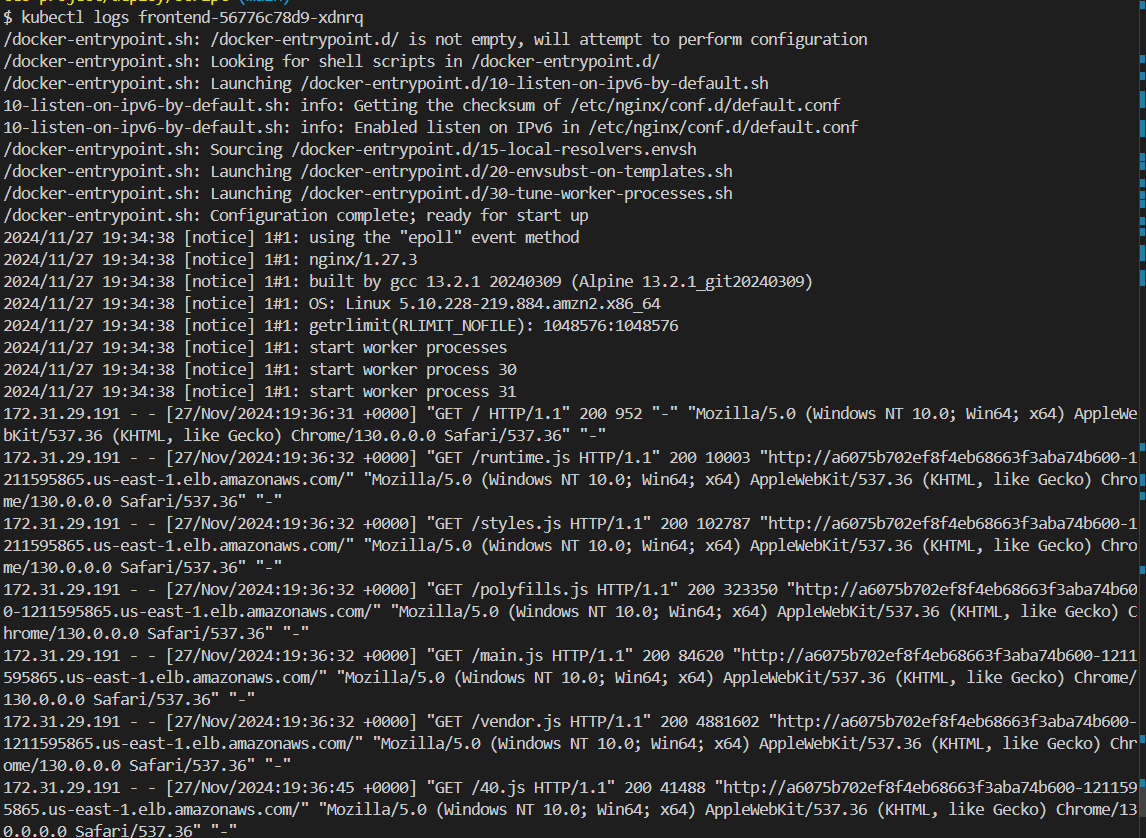 $ kubectl logs frontend-56776c78d9-xdnrq
/docker-entrypoint.sh: /docker-entrypoint.d/ is not empty, will attempt to perform configuration
/docker-entrypoint.sh: Looking for shell scripts in /docker-entrypoint.d/
/docker-entrypoint.sh: Launching /docker-entrypoint.d/10-listen-on-ipv6-by-default.sh
10-listen-on-ipv6-by-default.sh: info: Getting the checksum of /etc/nginx/conf.d/default.conf
10-listen-on-ipv6-by-default.sh: info: Enabled listen on IPv6 in /etc/nginx/conf.d/default.conf
/docker-entrypoint.sh: Sourcing /docker-entrypoint.d/15-local-resolvers.envsh
/docker-entrypoint.sh: Launching /docker-entrypoint.d/20-envsubst-on-templates.sh
/docker-entrypoint.sh: Launching /docker-entrypoint.d/30-tune-worker-processes.sh
/docker-entrypoint.sh: Configuration complete; ready for start up
2024/11/27 19:34:38 [notice] 1#1: using the "epoll" event method
2024/11/27 19:34:38 [notice] 1#1: nginx/1.27.3
2024/11/27 19:34:38 [notice] 1#1: built by gcc 13.2.1 20240309 (Alpine 13.2.1_git20240309)
2024/11/27 19:34:38 [notice] 1#1: OS: Linux 5.10.228-219.884.amzn2.x86_64
2024/11/27 19:34:38 [notice] 1#1: getrlimit(RLIMIT_NOFILE): 1048576:1048576
2024/11/27 19:34:38 [notice] 1#1: start worker processes
2024/11/27 19:34:38 [notice] 1#1: start worker process 30
2024/11/27 19:34:38 [notice] 1#1: start worker process 31
172.31.29.191 - - [27/Nov/2024:19:36:31 +0000] "GET / HTTP/1.1" 200 952 "-" "Mozilla/5.0 (Windows NT 10.0; Win64; x64) AppleWe
bKit/537.36 (KHTML, like Gecko) Chrome/130.0.0.0 Safari/537.36" "-"
172.31.29.191 - - [27/Nov/2024:19:36:32 +0000] "GET /runtime.js HTTP/1.1" 200 10003 "http://a6075b702ef8f4eb68663f3aba74b600-1
211595865.us-east-1.elb.amazonaws.com/" "Mozilla/5.0 (Windows NT 10.0; Win64; x64) AppleWebKit/537.36 (KHTML, like Gecko) Chro
me/130.0.0.0 Safari/537.36" "-"
172.31.29.191 - - [27/Nov/2024:19:36:32 +0000] "GET /styles.js HTTP/1.1" 200 102787 "http://a6075b702ef8f4eb68663f3aba74b600-1
211595865.us-east-1.elb.amazonaws.com/" "Mozilla/5.0 (Windows NT 10.0; Win64; x64) AppleWebKit/537.36 (KHTML, like Gecko) Chro
me/130.0.0.0 Safari/537.36" "-"
172.31.29.191 - - [27/Nov/2024:19:36:32 +0000] "GET /polyfills.js HTTP/1.1" 200 323350 "http://a6075b702ef8f4eb68663f3aba74b60
0-1211595865.us-east-1.elb.amazonaws.com/" "Mozilla/5.0 (Windows NT 10.0; Win64; x64) AppleWebKit/537.36 (KHTML, like Gecko) C
hrome/130.0.0.0 Safari/537.36" "-"
172.31.29.191 - - [27/Nov/2024:19:36:32 +0000] "GET /main.js HTTP/1.1" 200 84620 "http://a6075b702ef8f4eb68663f3aba74b600-1211
595865.us-east-1.elb.amazonaws.com/" "Mozilla/5.0 (Windows NT 10.0; Win64; x64) AppleWebKit/537.36 (KHTML, like Gecko) Chrome/
130.0.0.0 Safari/537.36" "-"
172.31.29.191 - - [27/Nov/2024:19:36:32 +0000] "GET /vendor.js HTTP/1.1" 200 4881602 "http://a6075b702ef8f4eb68663f3aba74b600-
1211595865.us-east-1.elb.amazonaws.com/" "Mozilla/5.0 (Windows NT 10.0; Win64; x64) AppleWebKit/537.36 (KHTML, like Gecko) Chr
ome/130.0.0.0 Safari/537.36" "-"
172.31.29.191 - - [27/Nov/2024:19:36:45 +0000] "GET /40.js HTTP/1.1" 200 41488 "http://a6075b702ef8f4eb68663f3aba74b600-121159
5865.us-east-1.elb.amazonaws.com/" "Mozilla/5.0 (Windows NT 10.0; Win64; x64) AppleWebKit/537.36 (KHTML, like Gecko) Chrome/13
0.0.0.0 Safari/537.36" "-"